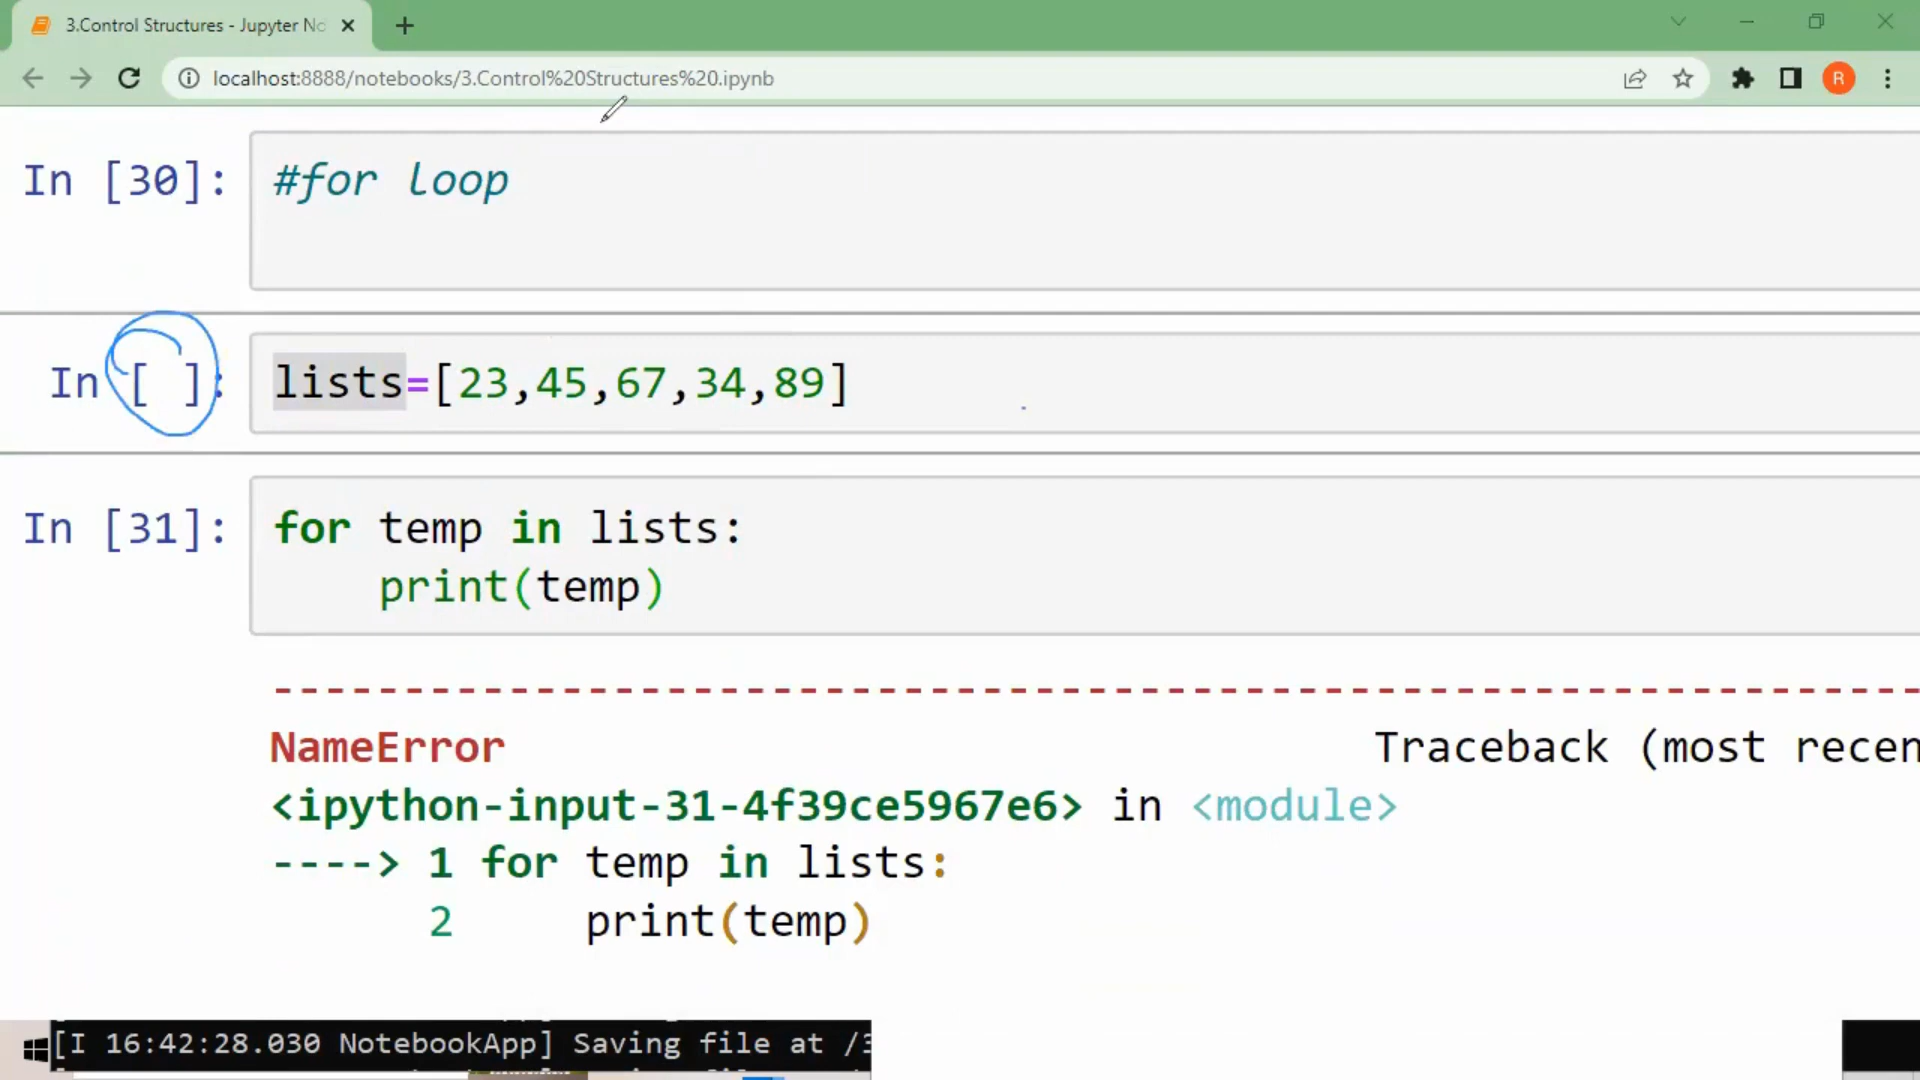 3.Control Structures - Jupyter No
localhost:8888/notebooks/3.Control%20Structures%20.ipynb
R
In [30]: #for loop
In [ ]: lists=[23,45,67,34,89]
In [31]: for temp in lists:
print(temp)
--------------------------------------------------------------
NameError Traceback (most recen
<ipython-input-31-4f39ce5967e6> in <module>
----> 1 for temp in lists:
2 print(temp)
[I 16:42:28.030 NotebookApp] Saving file at /3